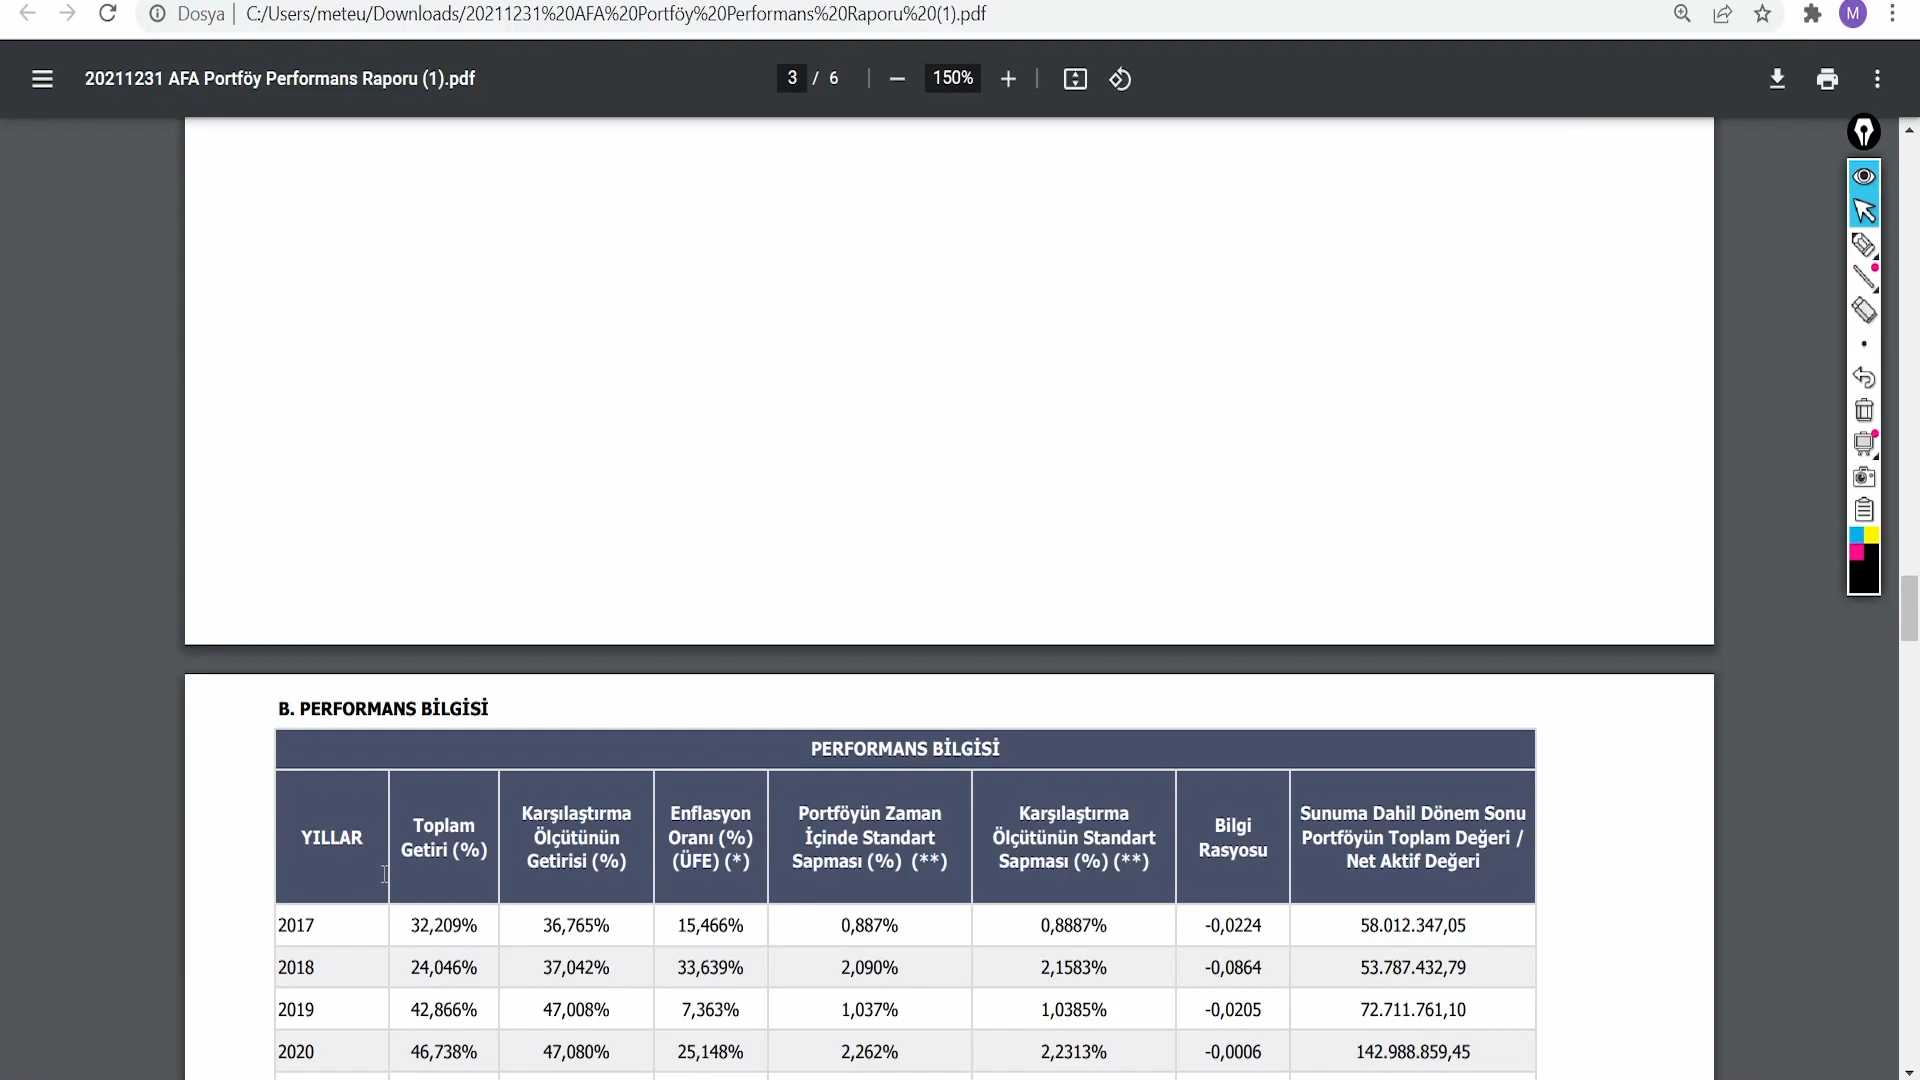 Dosya | C:/Users/meteu/Downloads/20211231%20AFA%20Portföy%20Performans%20Raporu%20(1).pdf
M
20211231 AFA Portföy Performans Raporu (1).pdf
3 / 6
150%
B. PERFORMANS BİLGİSİ
PERFORMANS BİLGİSİ
YILLAR
Toplam
Getiri (%)
Karşılaştırma
Ölçütünün
Getirisi (%)
Enflasyon
Oranı (%)
(ÜFE) (*)
Portföyün Zaman
İçinde Standart
Sapması (%) (**)
Karşılaştırma
Ölçütünün Standart
Sapması (%) (**)
Bilgi
Rasyosu
Sunuma Dahil Dönem Sonu
Portföyün Toplam Değeri /
Net Aktif Değeri
2017 32,209% 36,765% 15,466% 0,887% 0,8887% -0,0224 58.012.347,05
2018 24,046% 37,042% 33,639% 2,090% 2,1583% -0,0864 53.787.432,79
2019 42,866% 47,008% 7,363% 1,037% 1,0385% -0,0205 72.711.761,10
2020 46,738% 47,080% 25,148% 2,262% 2,2313% -0,0006 142.988.859,45